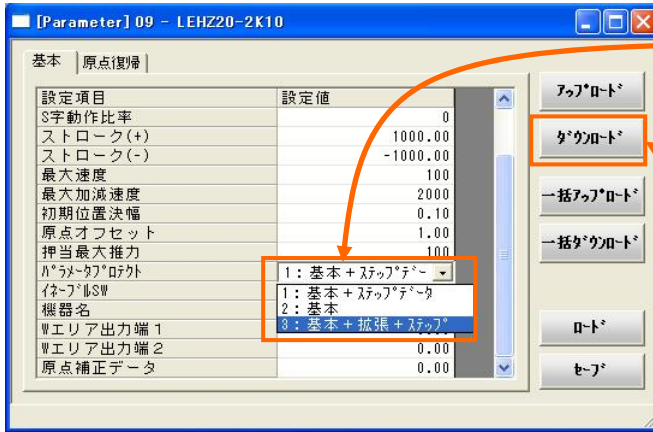 [Parameter] 09 - LEHZ20-2K10
基本 原点復帰
設定項目 設定値
S字動作比率 0
ストローク(+) 1000.00
ストローク(-) -1000.00
最大速度 100
最大加減速度 2000
初期位置決幅 0.10
原点オフセット 1.00
押当最大推力 100
ﾊﾟﾗﾒｰﾀﾌﾟﾛﾃｸﾄ 1：基本＋ｽﾃｯﾌﾟﾃﾞｰ
ｲﾈｰﾌﾞﾙSW 1：基本＋ｽﾃｯﾌﾟﾃﾞｰﾀ
機器名 2：基本
Wエリア出力端１ 3：基本＋拡張＋ｽﾃｯﾌﾟ
Wエリア出力端２ 0.00
原点補正データ 0.00
ｱｯﾌﾟﾛｰﾄﾞ
ﾀﾞｳﾝﾛｰﾄﾞ
一括ｱｯﾌﾟﾛｰﾄﾞ
一括ﾀﾞｳﾝﾛｰﾄﾞ
ﾛｰﾄﾞ
ｾｰﾌﾞ